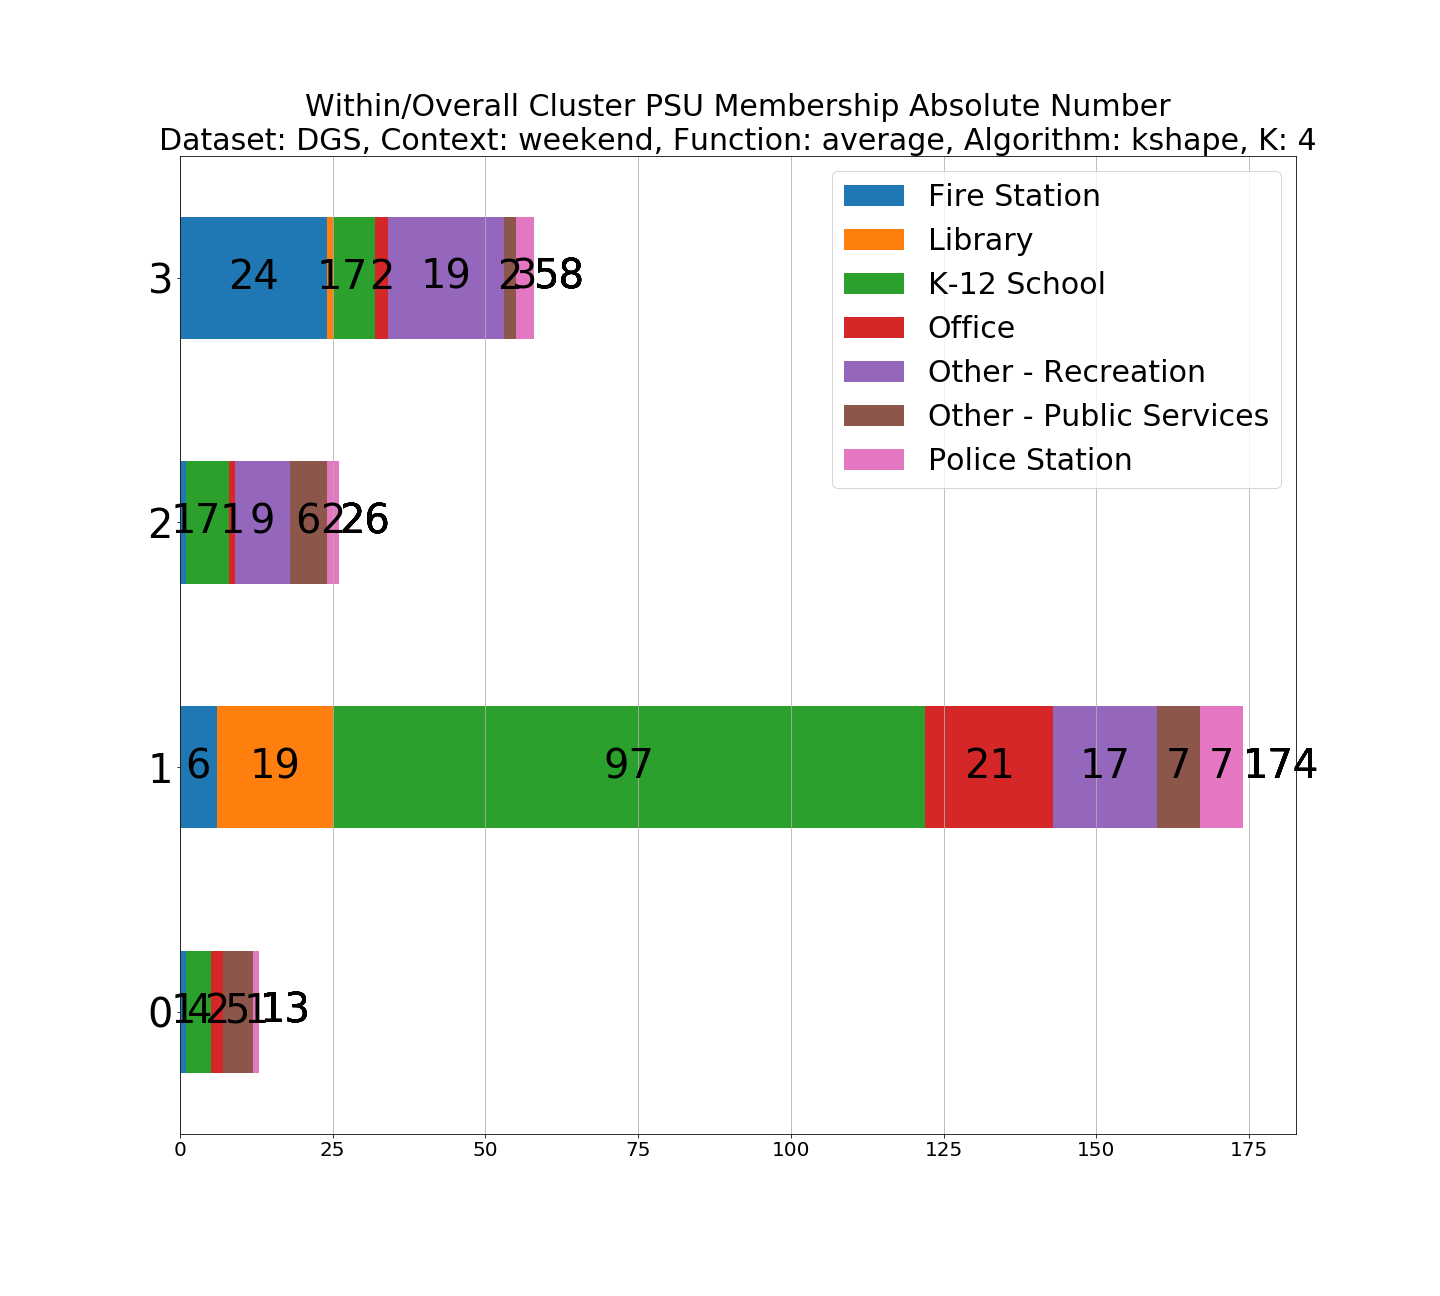 Within/Overall Cluster PSU Membership Absolute Number
Dataset: DGS, Context: weekend, Function: average, Algorithm: kshape, K: 4
Fire Station
Library
K-12 School
Office
Other - Recreation
Other - Public Services
Police Station
3 24 1 7 2 19 2 3 58
2 1 7 1 9 6 2 26
1 6 19 97 21 17 7 7 174
0 1 4 2 5 1 13
0 25 50 75 100 125 150 175